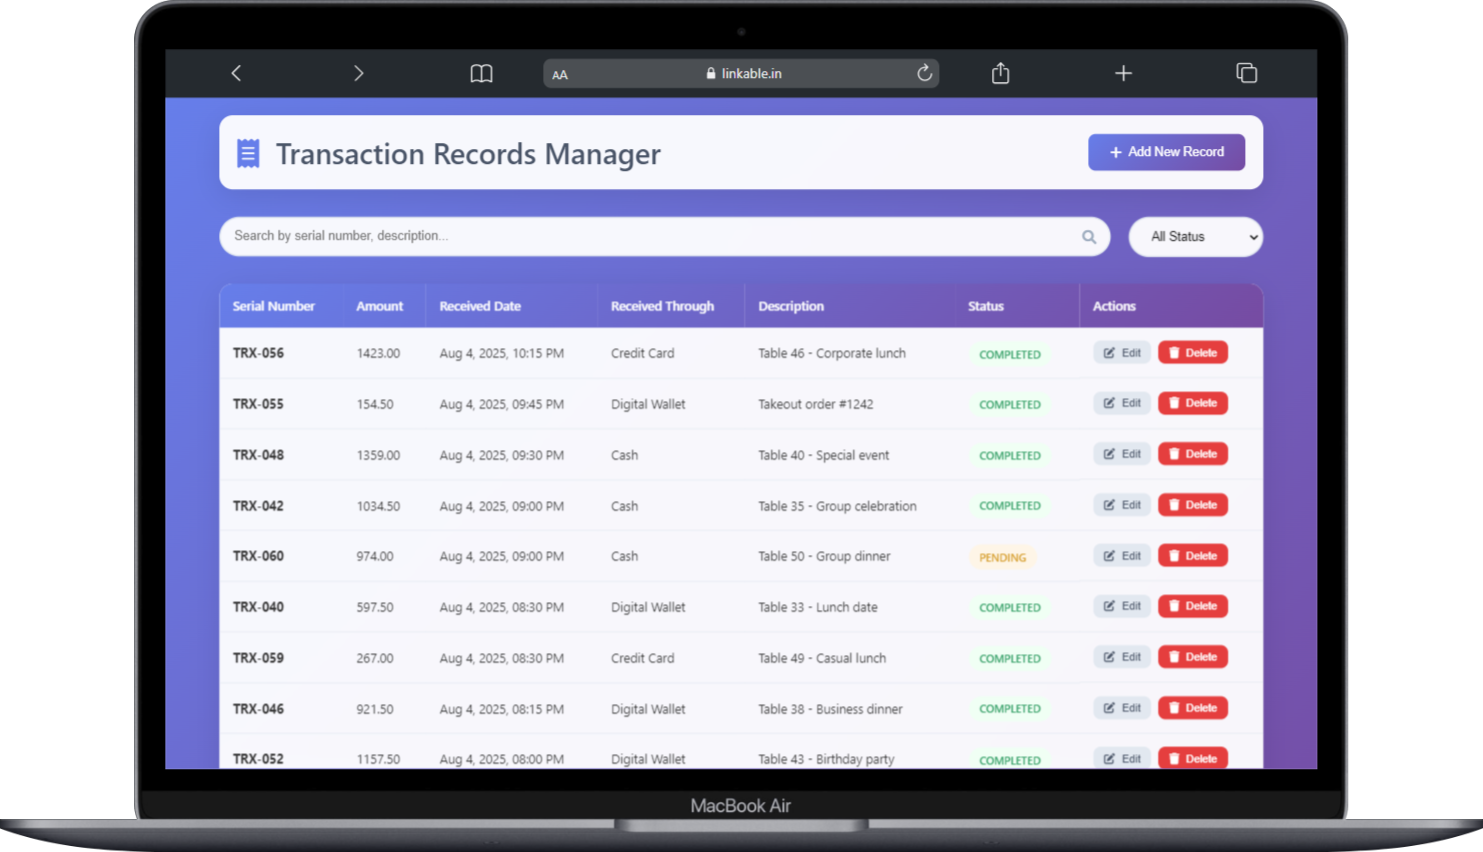 AA linkable.in
Transaction Records Manager
+ Add New Record
Search by serial number, description...
All Status
Serial Number Amount Received Date Received Through Description Status Actions
TRX-056 1423.00 Aug 4, 2025, 10:15 PM Credit Card Table 46 - Corporate lunch COMPLETED Edit Delete
TRX-055 154.50 Aug 4, 2025, 09:45 PM Digital Wallet Takeout order #1242 COMPLETED Edit Delete
TRX-048 1359.00 Aug 4, 2025, 09:30 PM Cash Table 40 - Special event COMPLETED Edit Delete
TRX-042 1034.50 Aug 4, 2025, 09:00 PM Cash Table 35 - Group celebration COMPLETED Edit Delete
TRX-060 974.00 Aug 4, 2025, 09:00 PM Cash Table 50 - Group dinner PENDING Edit Delete
TRX-040 597.50 Aug 4, 2025, 08:30 PM Digital Wallet Table 33 - Lunch date COMPLETED Edit Delete
TRX-059 267.00 Aug 4, 2025, 08:30 PM Credit Card Table 49 - Casual lunch COMPLETED Edit Delete
TRX-046 921.50 Aug 4, 2025, 08:15 PM Digital Wallet Table 38 - Business dinner COMPLETED Edit Delete
TRX-052 1157.50 Aug 4, 2025, 08:00 PM Digital Wallet Table 43 - Birthday party COMPLETED Edit Delete
MacBook Air